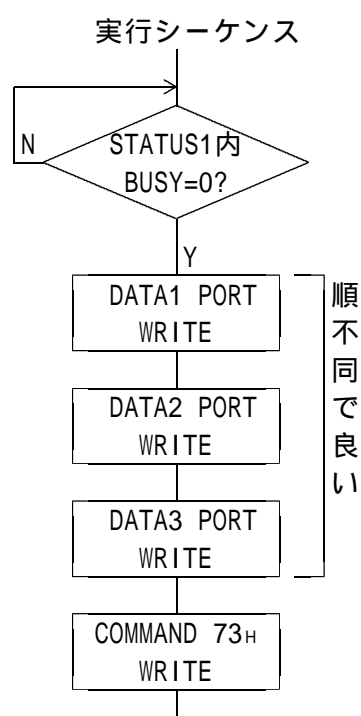 実行シーケンス
N
STATUS1内
BUSY=0?
Y
DATA1 PORT
WRITE
DATA2 PORT
WRITE
DATA3 PORT
WRITE
順不同で良い
COMMAND 73H
WRITE